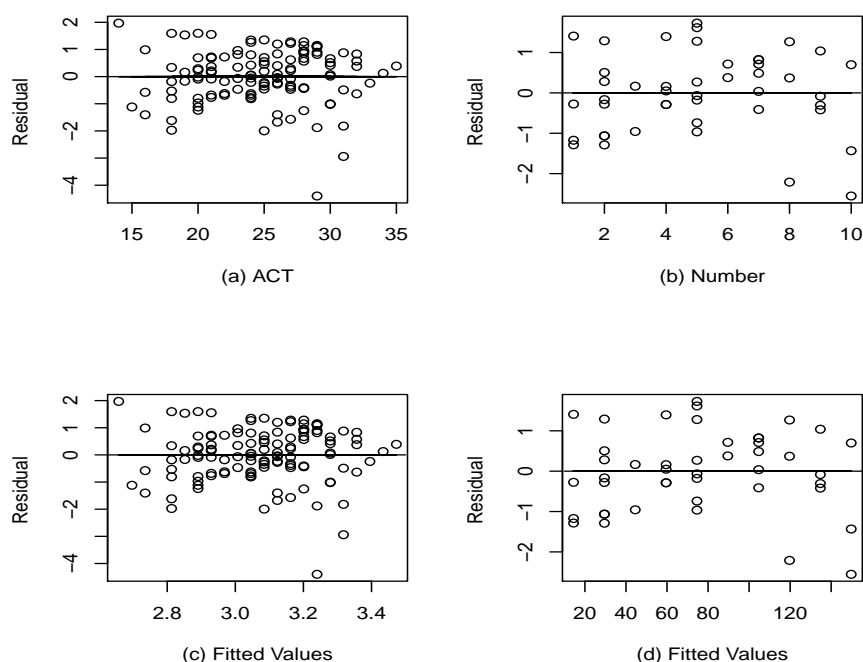 Residual
2
1
0
−2
−4
15 20 25 30 35
(a) ACT
Residual
1
0
−1
−2
2 4 6 8 10
(b) Number
Residual
2
1
0
−2
−4
2.8 3.0 3.2 3.4
(c) Fitted Values
Residual
1
0
−1
−2
20 40 60 80 120
(d) Fitted Values